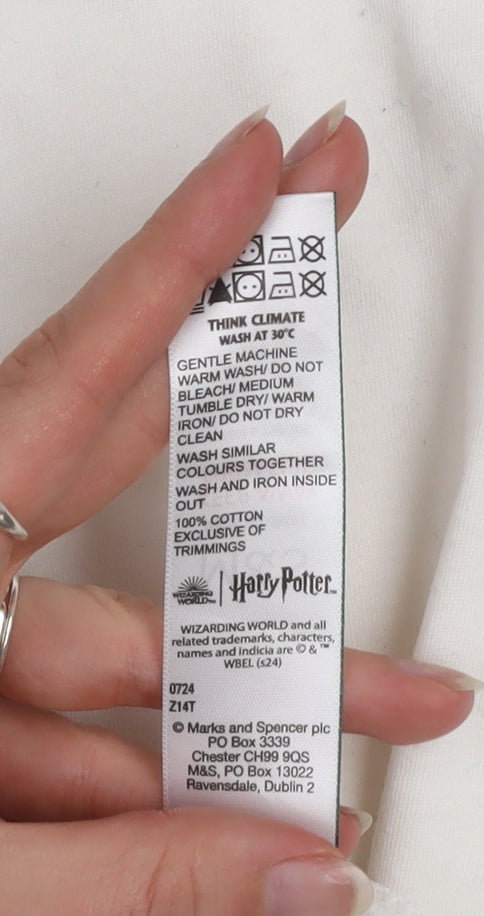 THINK CLIMATE
WASH AT 30°C
GENTLE MACHINE
WARM WASH/ DO NOT
BLEACH/ MEDIUM
TUMBLE DRY/ WARM
IRON/ DO NOT DRY
CLEAN
WASH SIMILAR
COLOURS TOGETHER
WASH AND IRON INSIDE
OUT
100% COTTON
EXCLUSIVE OF
TRIMMINGS
WIZARDING WORLD™ | Harry Potter™
WIZARDING WORLD and all
related trademarks, characters,
names and indicia are © & ™
WBEI. (s24)
0724
Z14T
© Marks and Spencer plc
PO Box 3339
Chester CH99 9QS
M&S, PO Box 13022
Ravensdale, Dublin 2